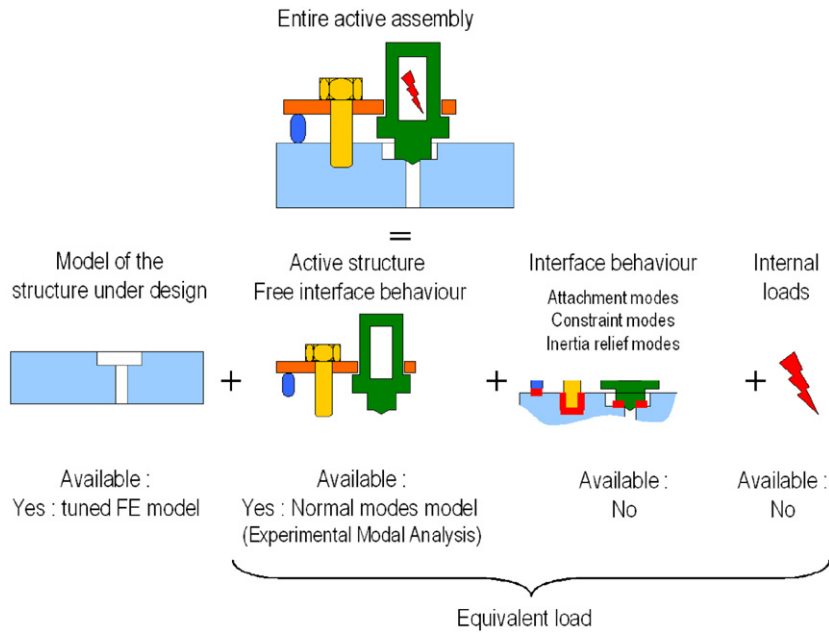 Entire active assembly
=
Model of the
structure under design
Active structure
Free interface behaviour
Interface behaviour
Attachment modes
Constraint modes
Inertia relief modes
Internal
loads
+
+
+
Available :
Yes : tuned FE model
Available :
Yes : Normal modes model
(Experimental Modal Analysis)
Available :
No
Available :
No
Equivalent load